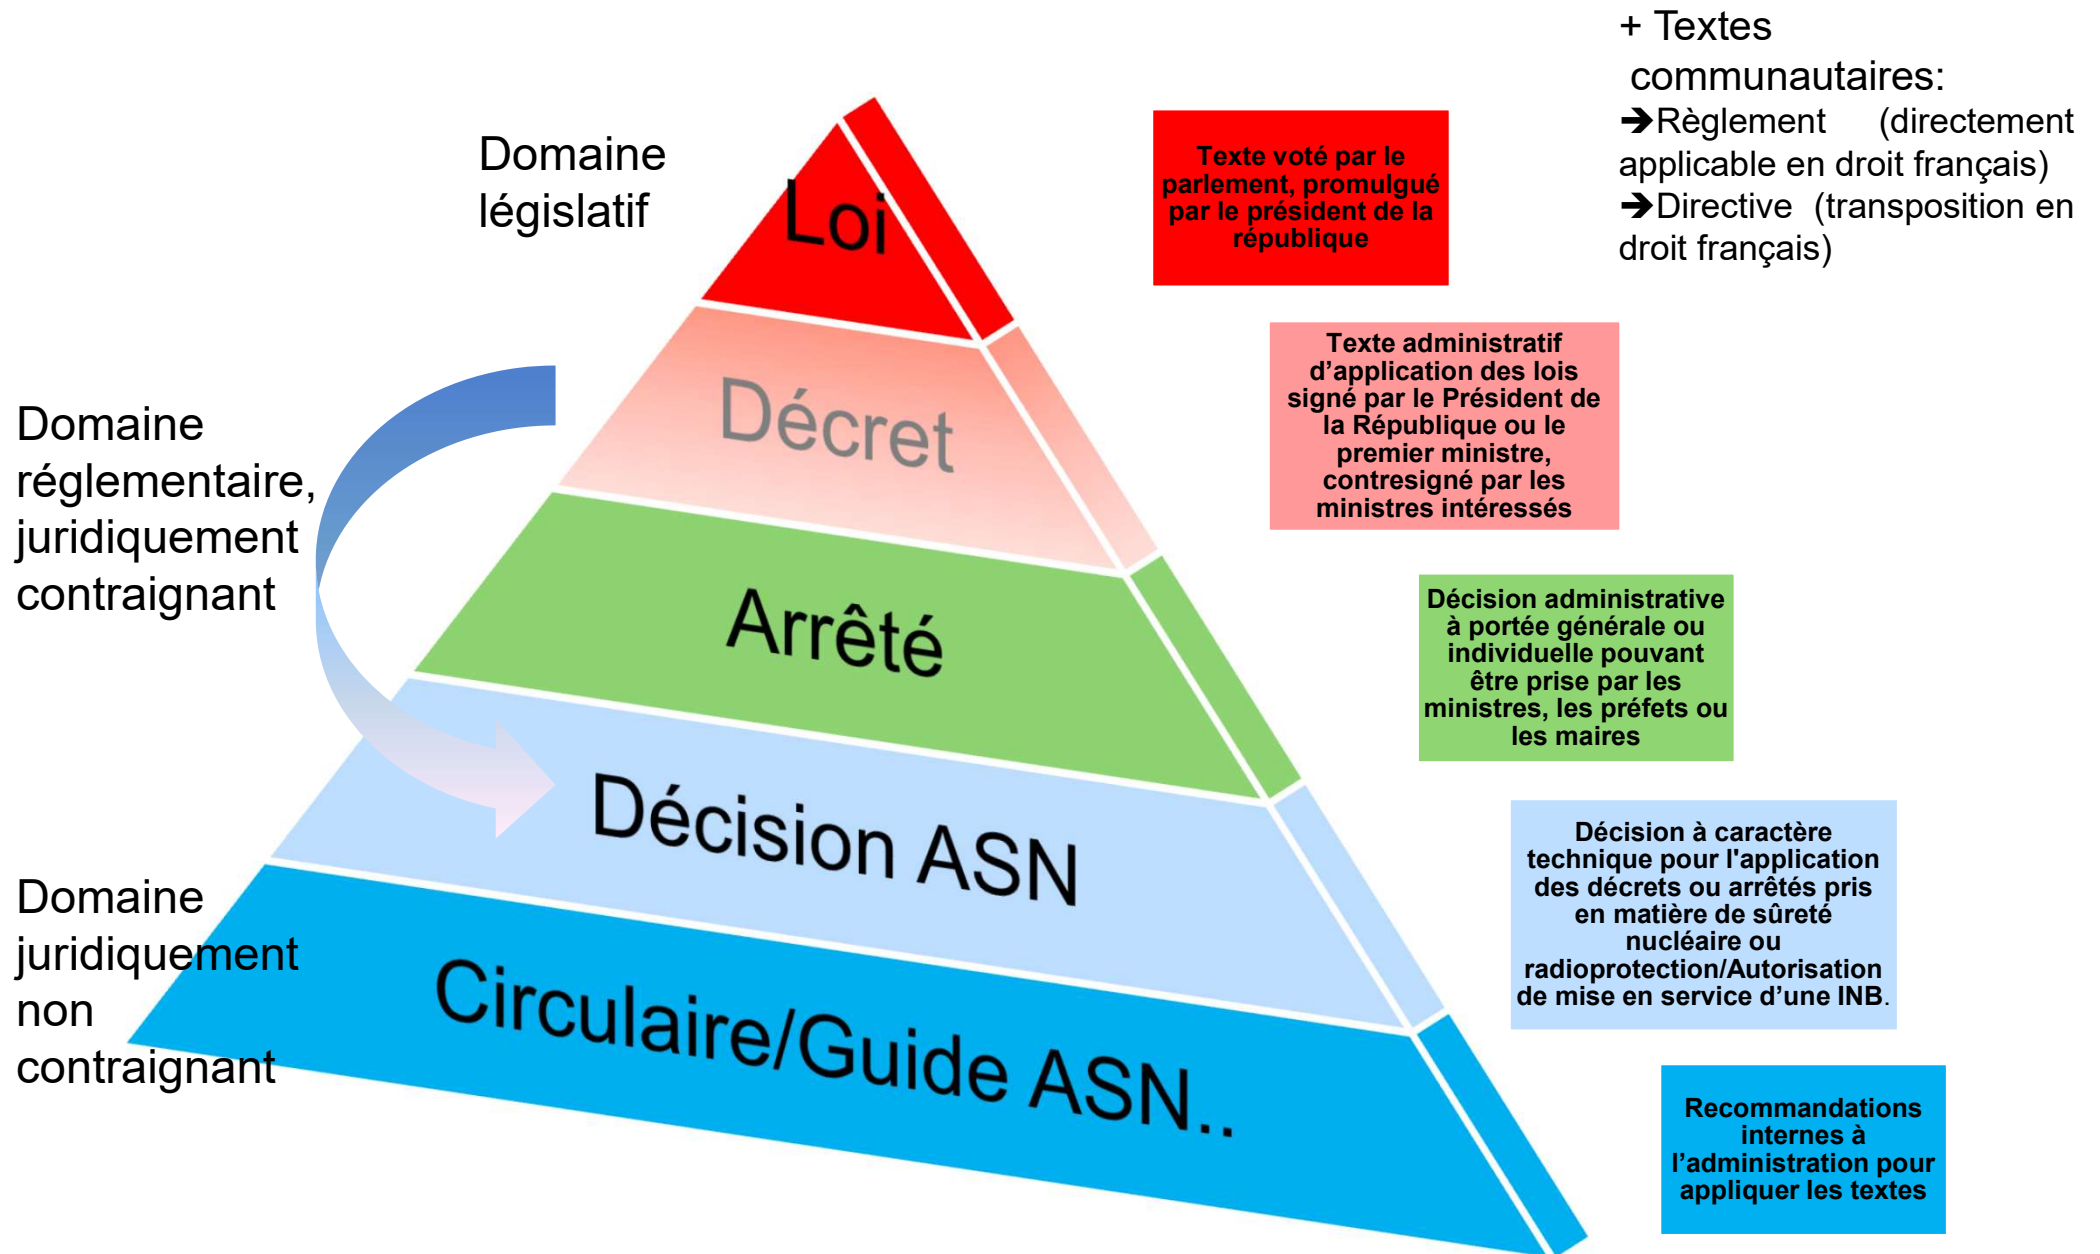 + Textes
communautaires:
➔Règlement (directement
applicable en droit français)
➔Directive (transposition en
droit français)
Domaine
législatif
Loi
Texte voté par le
parlement, promulgué
par le président de la
république
Domaine
réglementaire,
juridiquement
contraignant
Décret
Texte administratif
d’application des lois
signé par le Président de
la République ou le
premier ministre,
contresigné par les
ministres intéressés
Arrêté
Décision administrative
à portée générale ou
individuelle pouvant
être prise par les
ministres, les préfets ou
les maires
Décision ASN
Décision à caractère
technique pour l'application
des décrets ou arrêtés pris
en matière de sûreté
nucléaire ou
radioprotection/Autorisation
de mise en service d’une INB.
Domaine
juridiquement
non
contraignant
Circulaire/Guide ASN..
Recommandations
internes à
l’administration pour
appliquer les textes